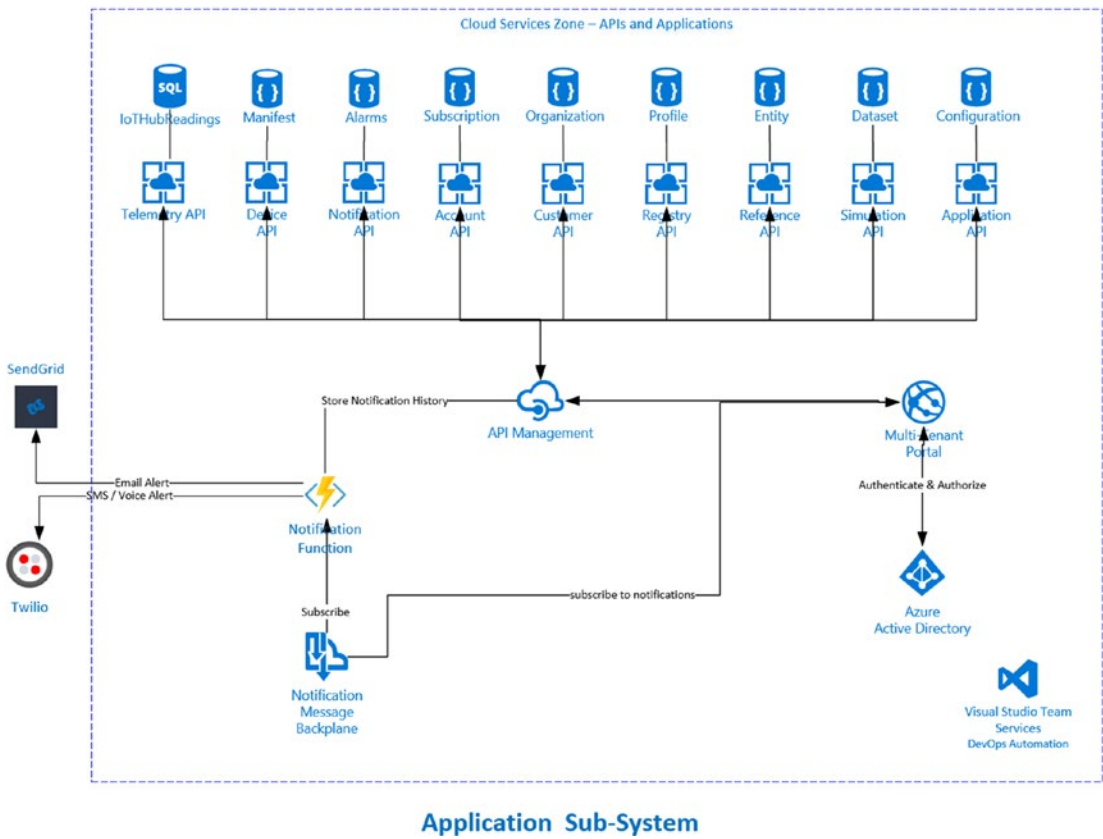 Cloud Services Zone – APIs and Applications
SQL
{ }
{ }
{ }
{ }
{ }
{ }
{ }
{ }
IoTHubReadings
Manifest
Alarms
Subscription
Organization
Profile
Entity
Dataset
Configuration
Telemetry API
Device
API
Notification
API
Account
API
Customer
API
Registry
API
Reference
API
Simulation
API
Application
API
SendGrid
Store Notification History
API Management
Multi-Tenant
Portal
Email Alert
SMS / Voice Alert
Authenticate & Authorize
Notification
Function
Twilio
Subscribe
subscribe to notifications
Azure
Active Directory
Notification
Message
Backplane
Visual Studio Team
Services
DevOps Automation
Application Sub-System